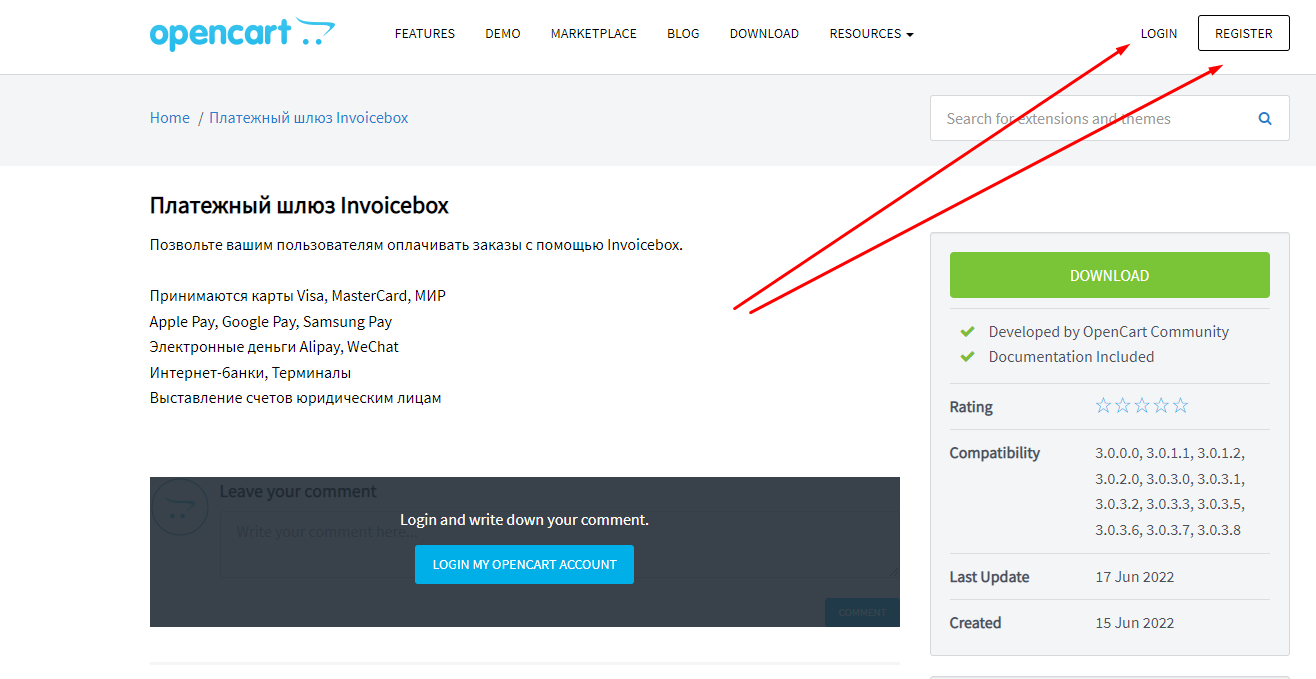 opencart
FEATURES
DEMO
MARKETPLACE
BLOG
DOWNLOAD
RESOURCES
LOGIN
REGISTER
Home / Платежный шлюз Invoicebox
Search for extensions and themes
Платежный шлюз Invoicebox
Позвольте вашим пользователям оплачивать заказы с помощью Invoicebox.
Принимаются карты Visa, MasterCard, МИР
Apple Pay, Google Pay, Samsung Pay
Электронные деньги Alipay, WeChat
Интернет-банки, Терминалы
Выставление счетов юридическим лицам
Leave your comment
Write your comment here...
Login and write down your comment.
LOGIN MY OPENCART ACCOUNT
COMMENT
DOWNLOAD
Developed by OpenCart Community
Documentation Included
Rating
Compatibility
3.0.0.0, 3.0.1.1, 3.0.1.2,
3.0.2.0, 3.0.3.0, 3.0.3.1,
3.0.3.2, 3.0.3.3, 3.0.3.5,
3.0.3.6, 3.0.3.7, 3.0.3.8
Last Update
17 Jun 2022
Created
15 Jun 2022